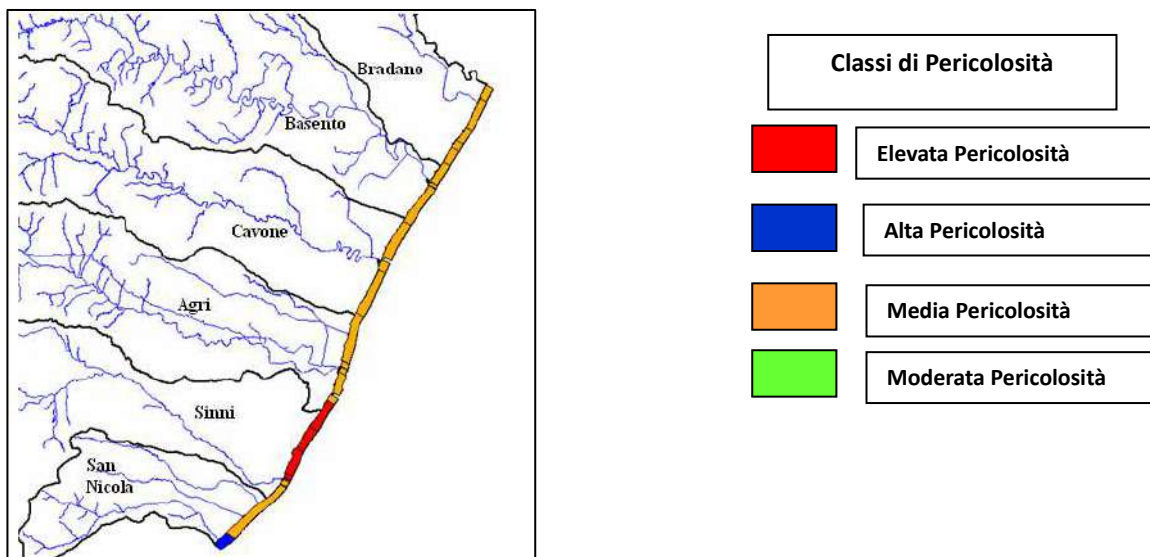 Bradano
Basento
Cavone
Agri
Sinni
San
Nicola
Classi di Pericolosità
Elevata Pericolosità
Alta Pericolosità
Media Pericolosità
Moderata Pericolosità